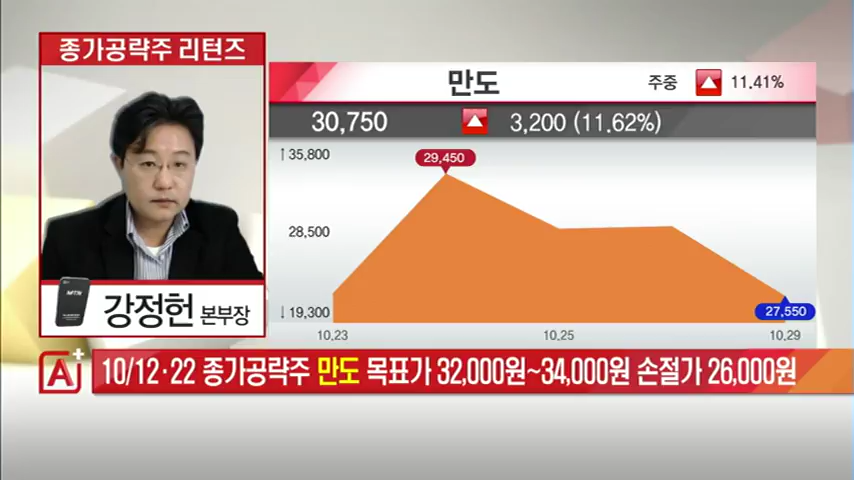 종가공략주 리턴즈
MTN
강정헌 본부장
만도
주중 ▲ 11.41%
30,750 ▲ 3,200 (11.62%)
↑35,800
28,500
↓19,300
29,450
27,550
10,23 10,25 10,29
A+
10/12·22 종가공략주 만도 목표가 32,000원~34,000원 손절가 26,000원